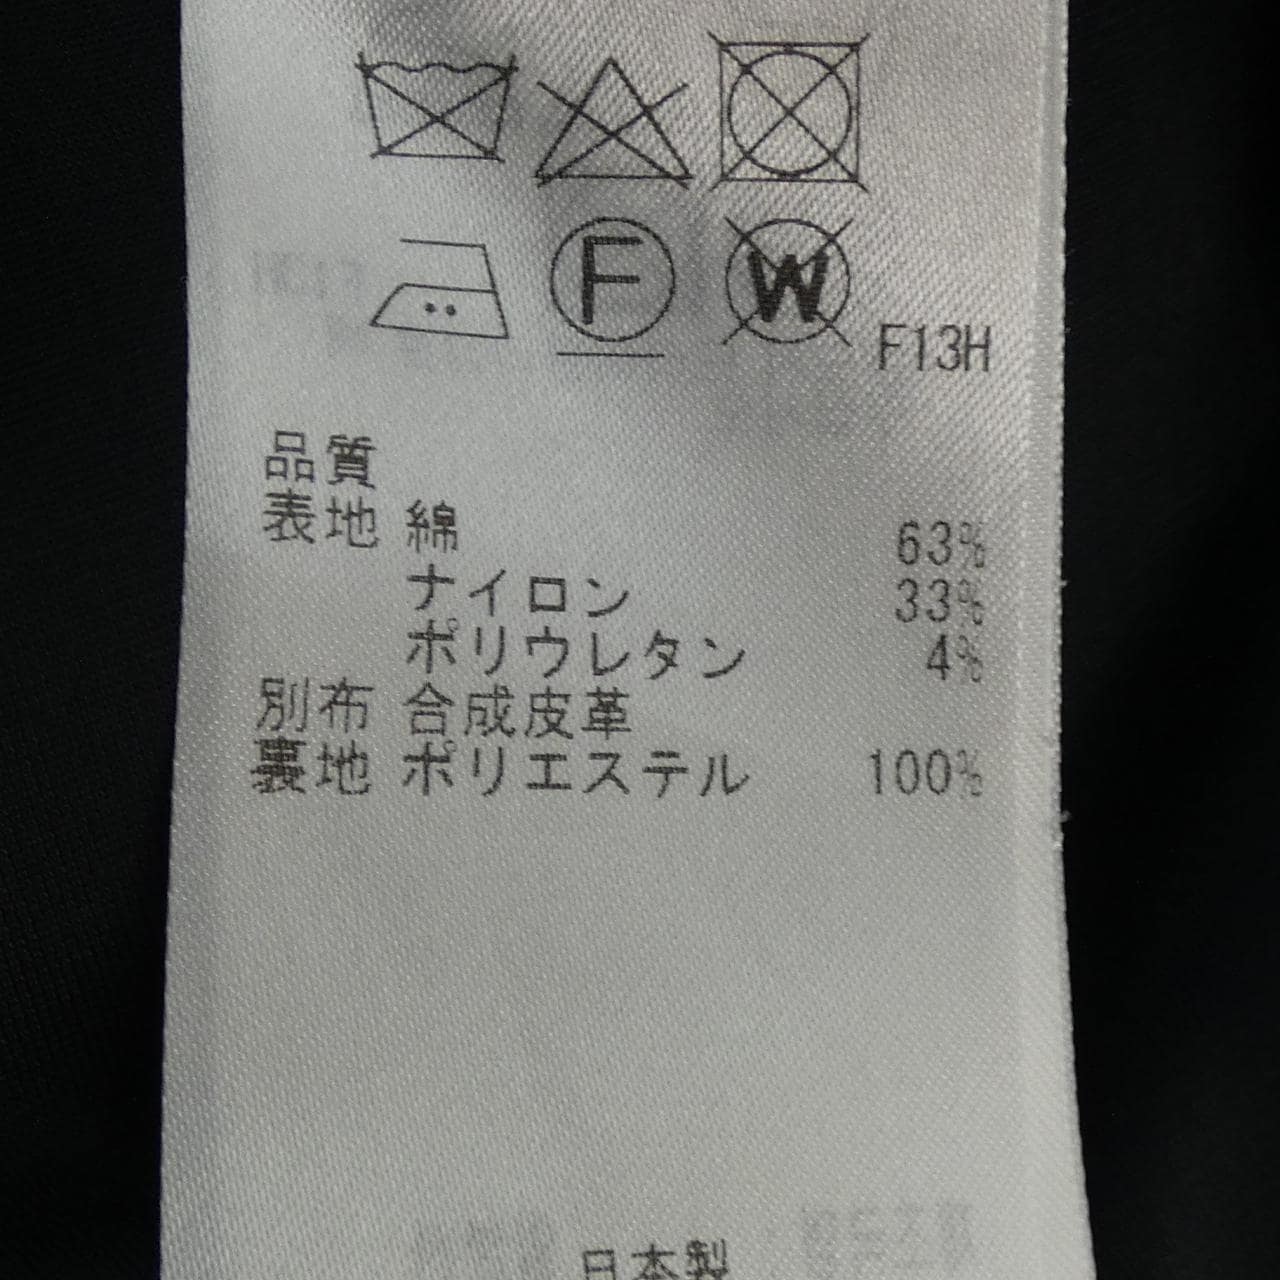 F
W
F13H
品質
表地 綿 63%
ナイロン 33%
ポリウレタン 4%
別布 合成皮革
裏地 ポリエステル 100%
日本製